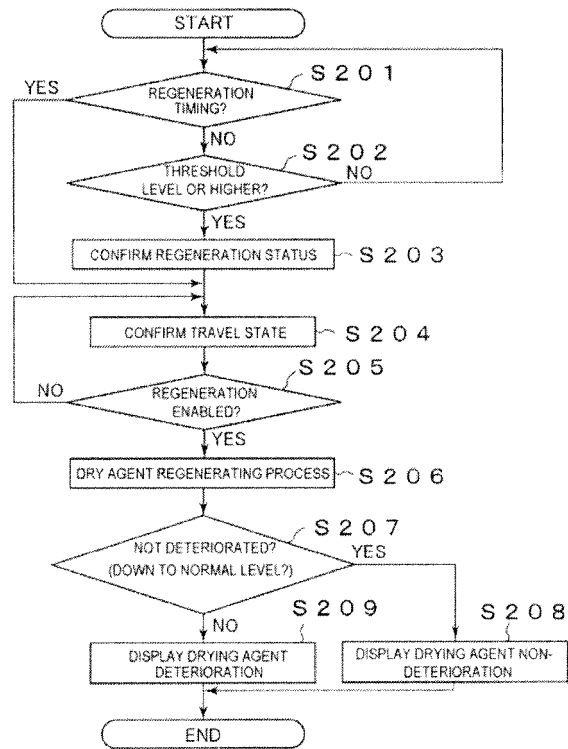 START
S201
YES
REGENERATION
TIMING?
NO
S202
THRESHOLD
LEVEL OR HIGHER?
NO
YES
CONFIRM REGENERATION STATUS
S203
CONFIRM TRAVEL STATE
S204
S205
NO
REGENERATION
ENABLED?
YES
DRY AGENT REGENERATING PROCESS
S206
S207
NOT DETERIORATED?
(DOWN TO NORMAL LEVEL?)
YES
NO
S209
S208
DISPLAY DRYING AGENT
DETERIORATION
DISPLAY DRYING AGENT NON-
DETERIORATION
END